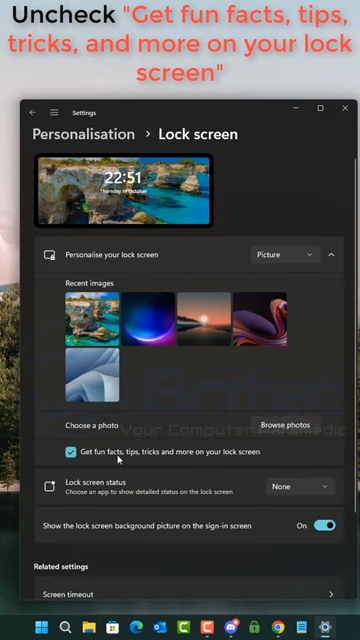 Uncheck "Get fun facts, tips,
tricks, and more on your lock
screen"
Settings
Personalisation > Lock screen
22:51
Thursday 19 October
Personalise your lock screen
Picture
Recent images
Britec
Your Computer Paramedic
Choose a photo
Browse photos
Get fun facts, tips, tricks and more on your lock screen
Lock screen status
Choose an app to show detailed status on the lock screen
None
Show the lock screen background picture on the sign-in screen
On
Related settings
Screen timeout